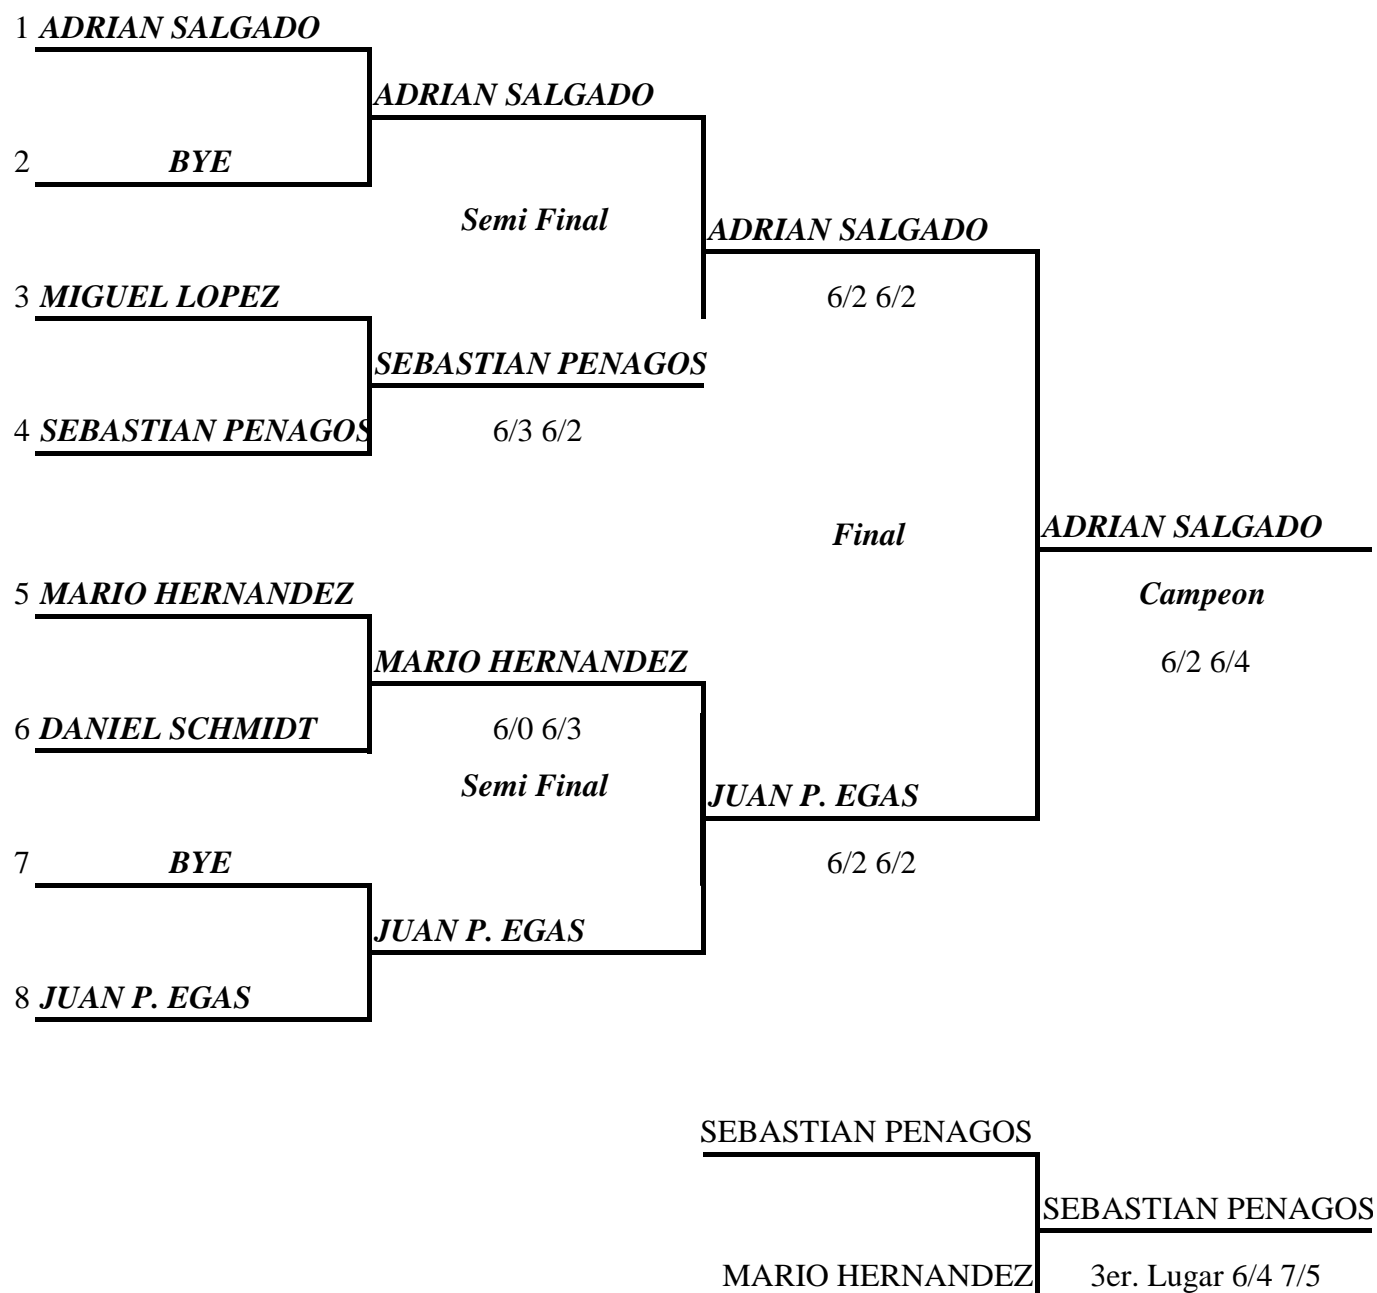 1 ADRIAN SALGADO
ADRIAN SALGADO
2 BYE
Semi Final
ADRIAN SALGADO
3 MIGUEL LOPEZ
6/2 6/2
SEBASTIAN PENAGOS
4 SEBASTIAN PENAGOS
6/3 6/2
Final
ADRIAN SALGADO
5 MARIO HERNANDEZ
Campeon
MARIO HERNANDEZ
6/2 6/4
6 DANIEL SCHMIDT
6/0 6/3
Semi Final
JUAN P. EGAS
7 BYE
6/2 6/2
JUAN P. EGAS
8 JUAN P. EGAS
SEBASTIAN PENAGOS
SEBASTIAN PENAGOS
MARIO HERNANDEZ
3er. Lugar 6/4 7/5